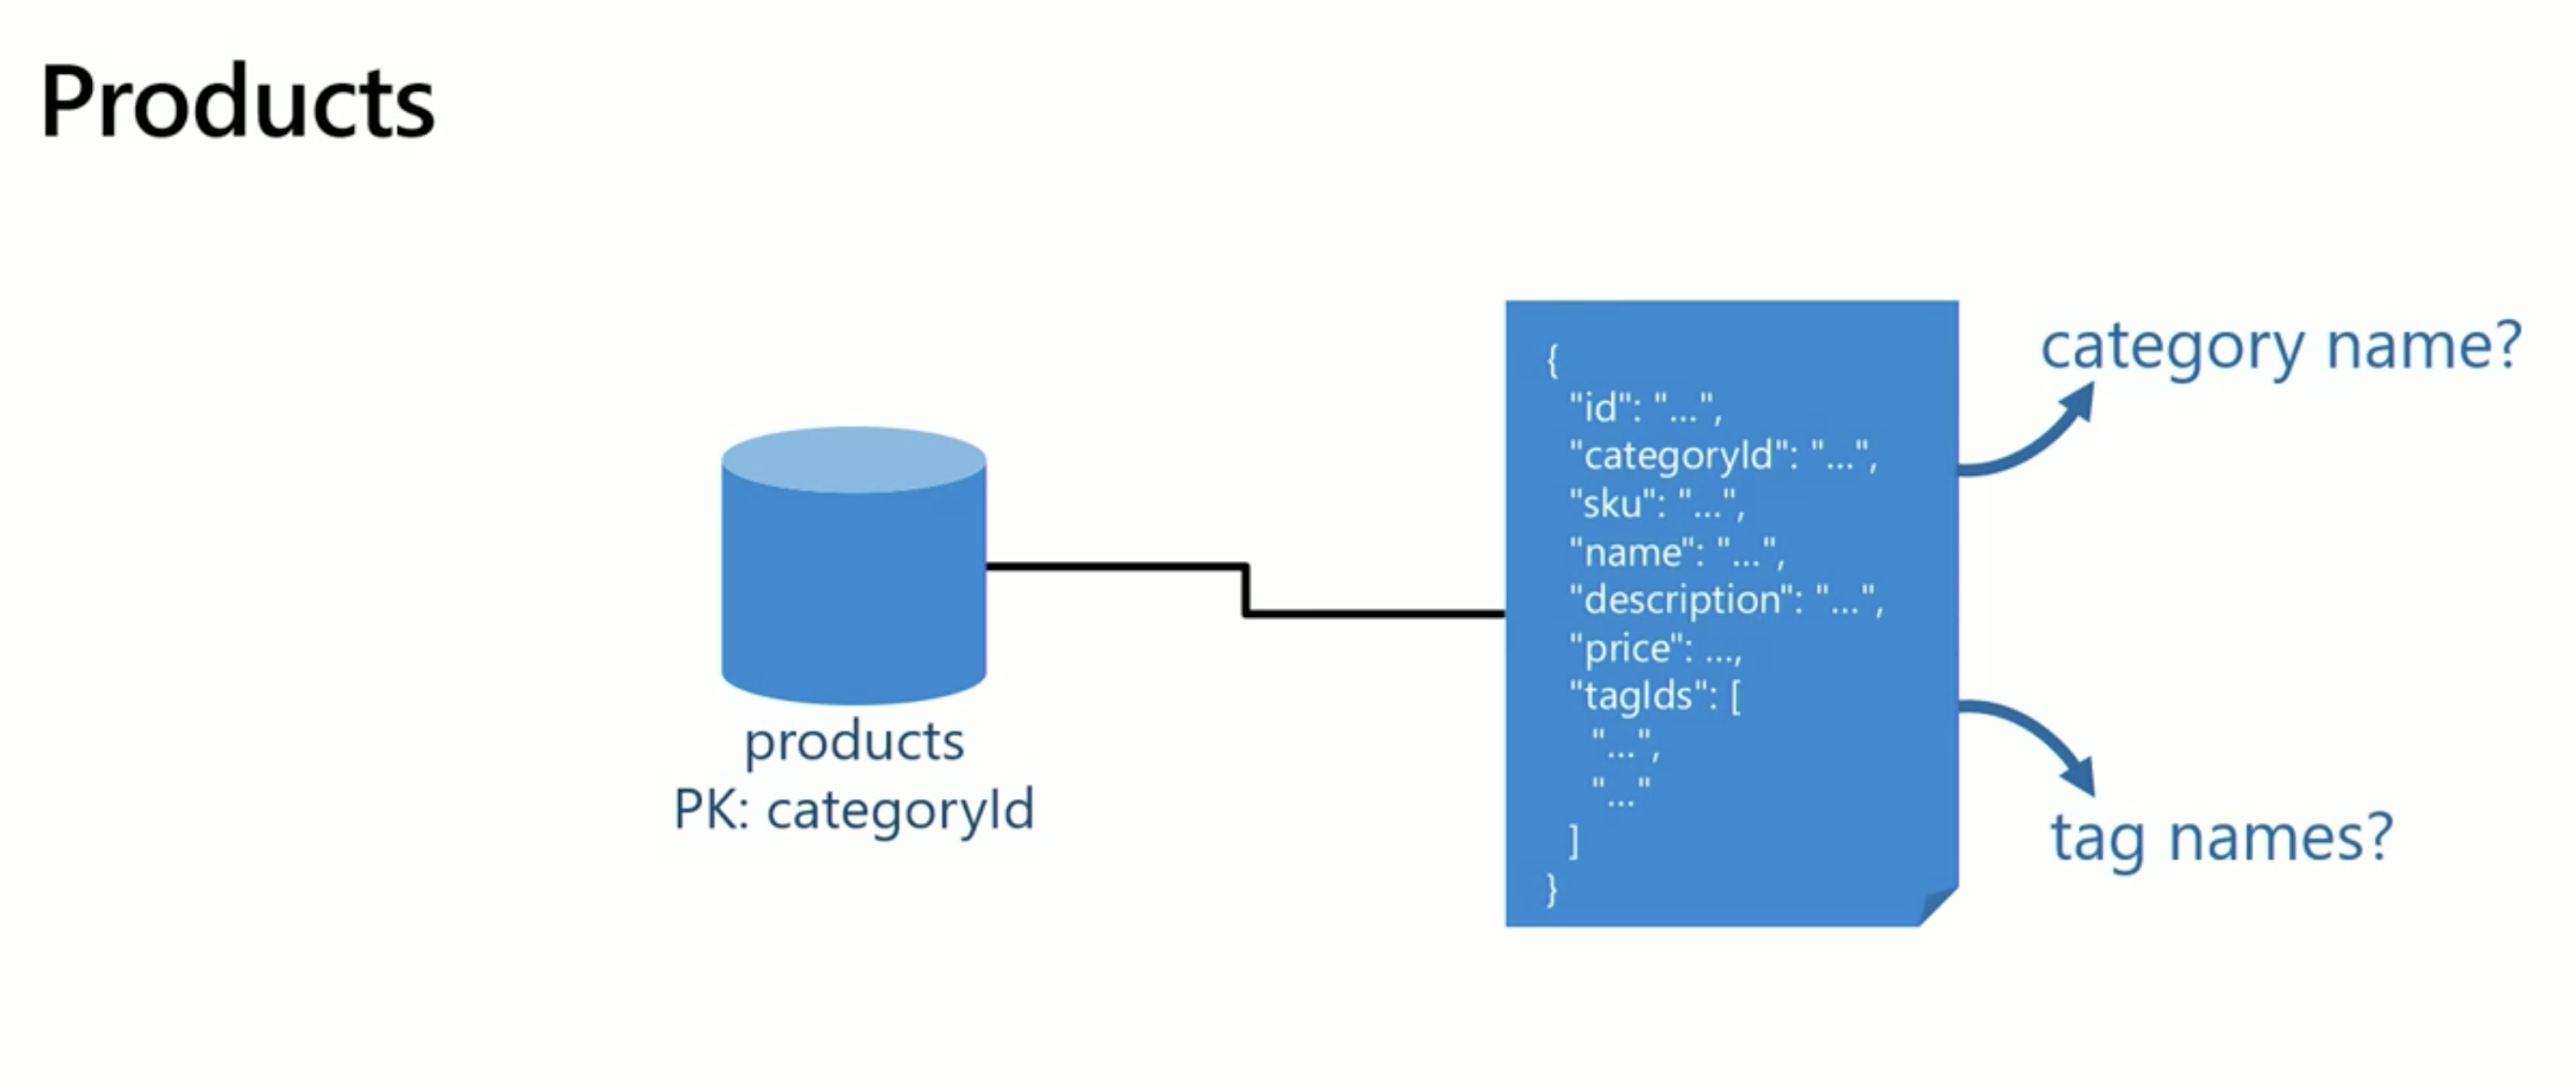 Products
products
PK: categoryId
{
"id": "...",
"categoryId": "...",
"sku": "...",
"name": "...",
"description": "...",
"price": ...,
"tagIds": [
"...",
"..."
]
}
category name?
tag names?